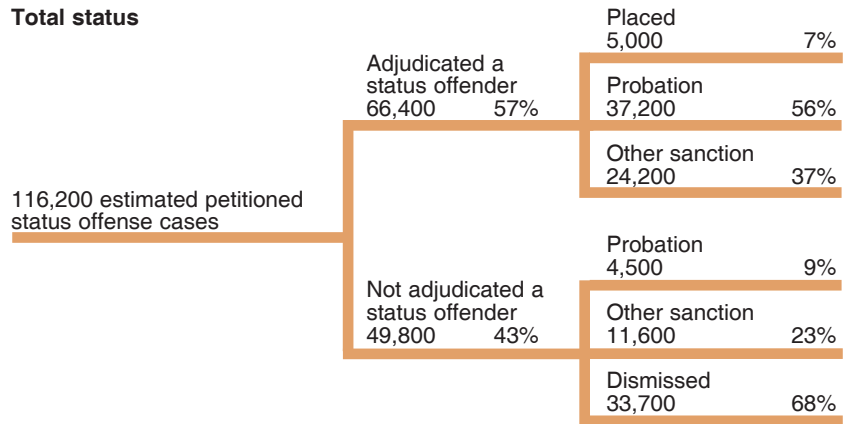 Total status
116,200 estimated petitioned
status offense cases
Adjudicated a
status offender
66,400 57%
Placed
5,000 7%
Probation
37,200 56%
Other sanction
24,200 37%
Not adjudicated a
status offender
49,800 43%
Probation
4,500 9%
Other sanction
11,600 23%
Dismissed
33,700 68%